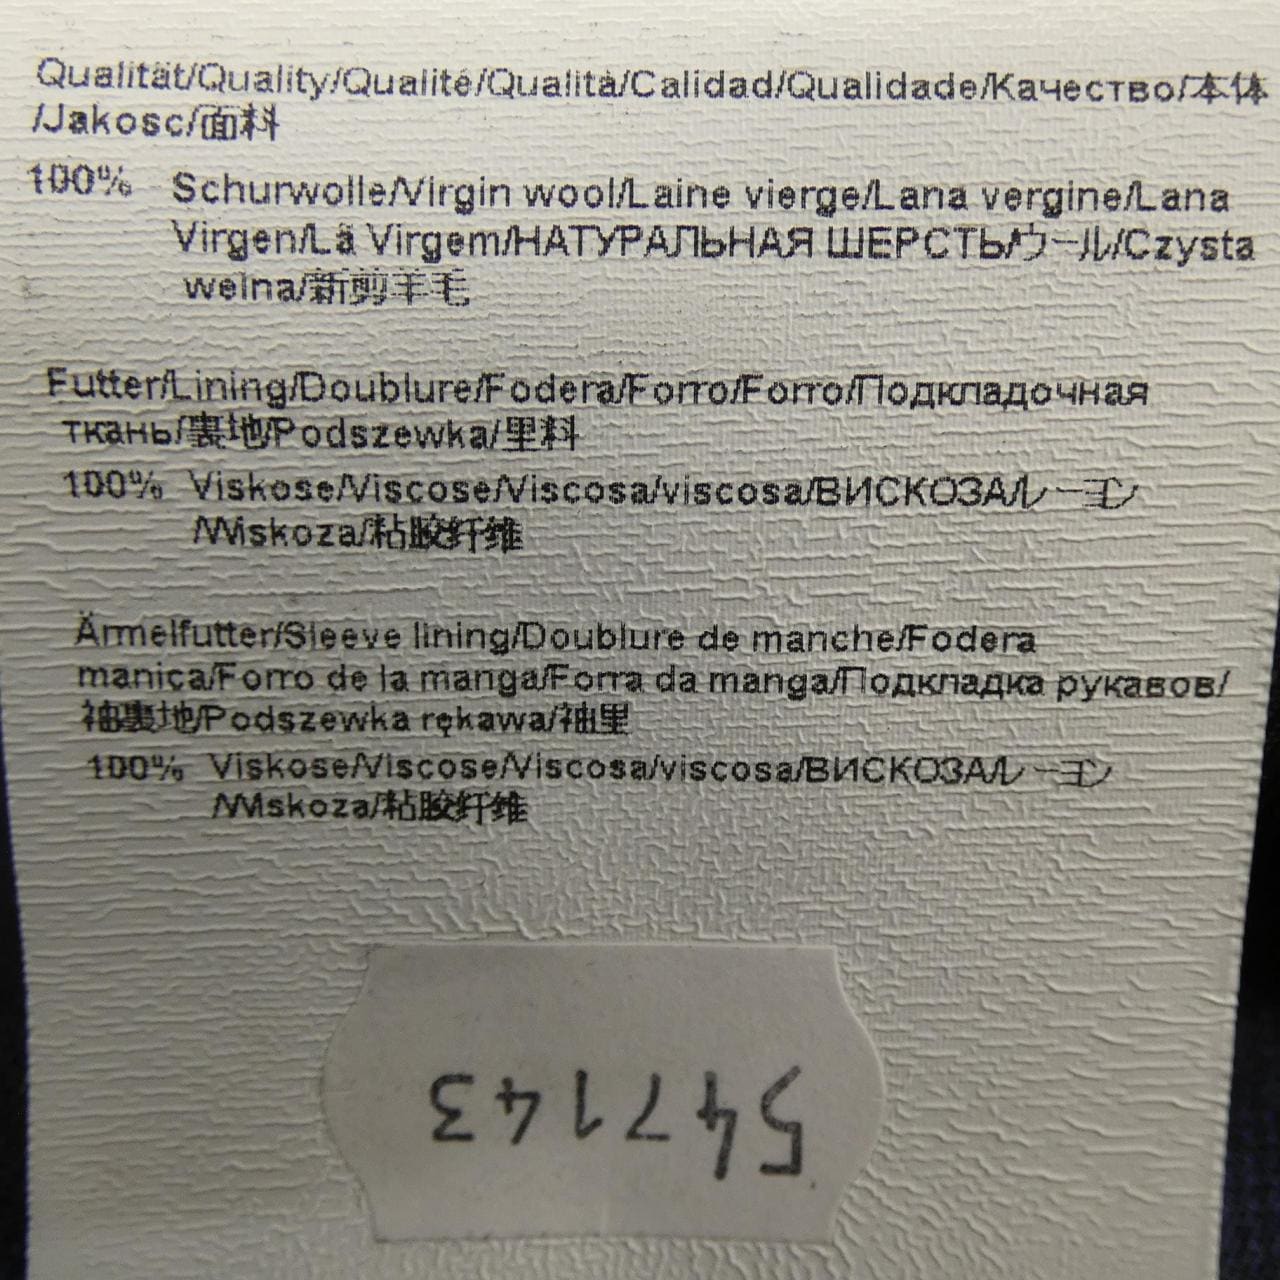 Qualität/Quality/Qualité/Qualità/Calidad/Qualidade/Качество/本体
/Jakosc/面料
100% Schurwolle/Virgin wool/Laine vierge/Lana vergine/Lana
Virgen/Lã Virgem/НАТУРАЛЬНАЯ ШЕРСТЬ/ウール/Czysta
welna/新剪羊毛
Futter/Lining/Doublure/Fodera/Forro/Forro/Подкладочная
ткань/裏地/Podszewka/里料
100% Viskose/Viscose/Viscosa/viscosa/ВИСКОЗА/レーヨン
/Wiskoza/粘胶纤维
Ärmelfutter/Sleeve lining/Doublure de manche/Fodera
manica/Forro de la manga/Forra da manga/Подкладка рукавов/
袖裏地/Podszewka rękawa/袖里
100% Viskose/Viscose/Viscosa/viscosa/ВИСКОЗА/レーヨン
/Wiskoza/粘胶纤维
547143